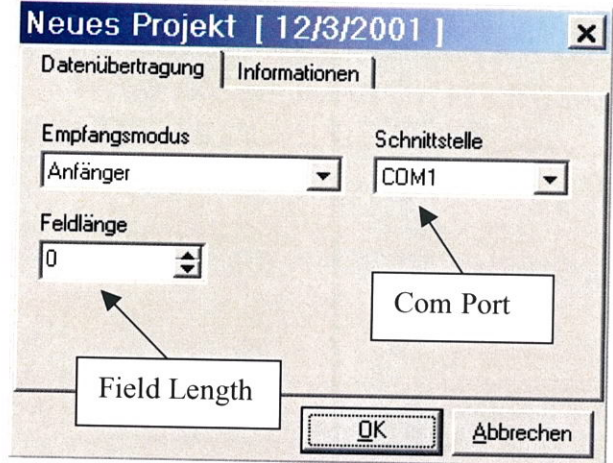 Neues Projekt [ 12/3/2001 ]
Datenübertragung
Informationen
Empfangsmodus
Schnittstelle
Anfänger
COM1
Feldlänge
0
Com Port
Field Length
OK
Abbrechen